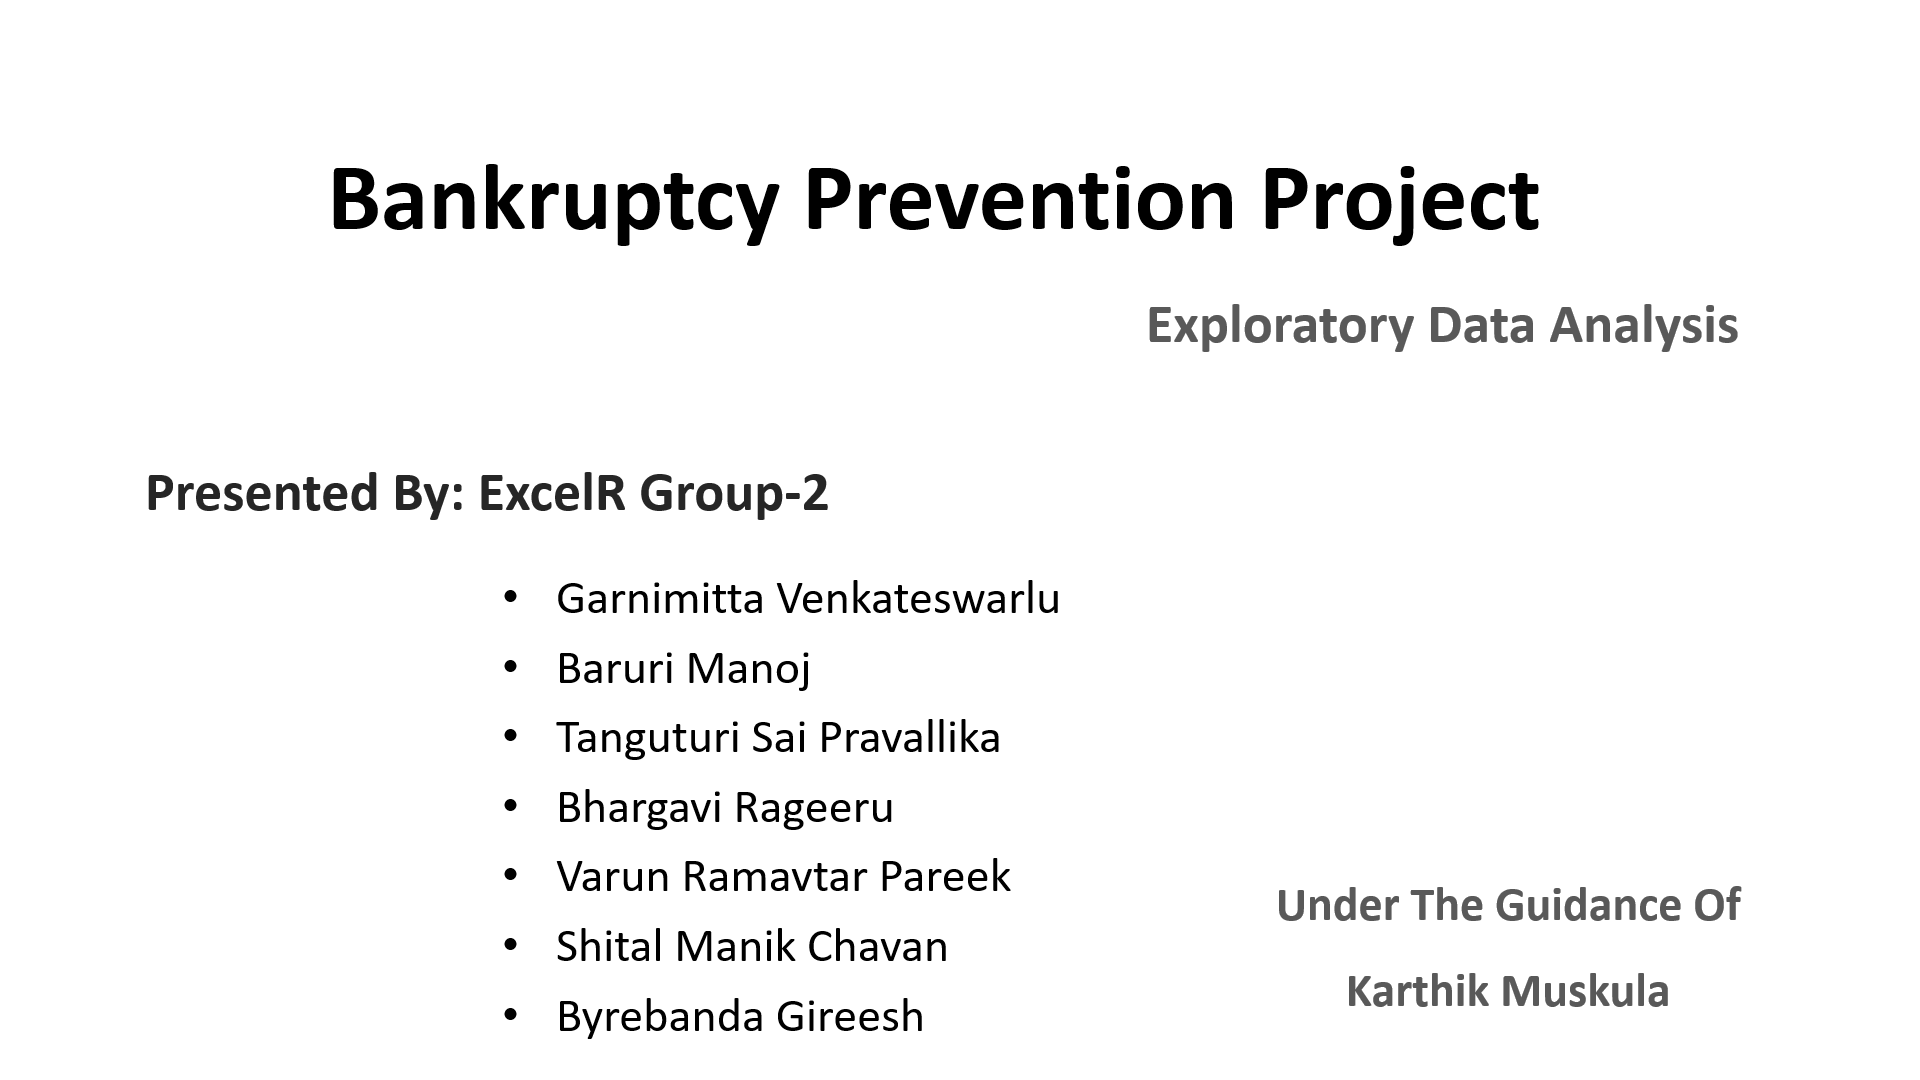 Bankruptcy Prevention Project
Exploratory Data Analysis
Presented By: ExcelR Group-2
• Garnimitta Venkateswarlu
• Baruri Manoj
• Tanguturi Sai Pravallika
• Bhargavi Rageeru
• Varun Ramavtar Pareek
• Shital Manik Chavan
• Byrebanda Gireesh
Under The Guidance Of
Karthik Muskula